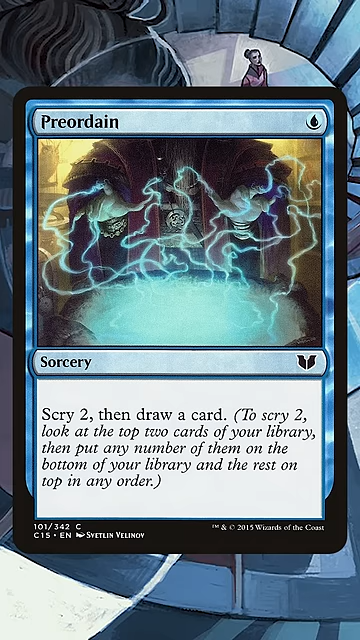 Preordain
Sorcery
Scry 2, then draw a card. (To scry 2,
look at the top two cards of your library,
then put any number of them on the
bottom of your library and the rest on
top in any order.)
101/342 C
C15 • EN Svetlin Velinov
™ & © 2015 Wizards of the Coast